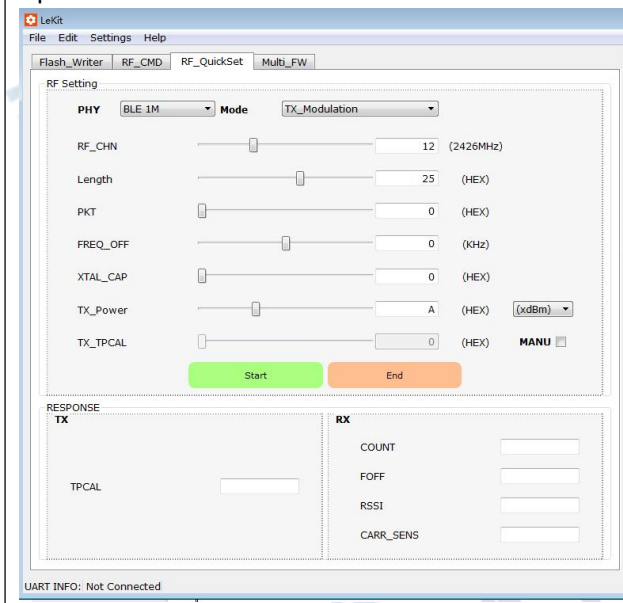 LeKit
File Edit Settings Help
Flash_Writer RF_CMD RF_QuickSet Multi_FW
RF Setting
PHY BLE 1M Mode TX_Modulation
RF_CHN 12 (2426MHz)
Length 25 (HEX)
PKT 0 (HEX)
FREQ_OFF 0 (KHz)
XTAL_CAP 0 (HEX)
TX_Power A (HEX) (xdBm)
TX_TPCAL 0 (HEX) MANU
Start End
RESPONSE
TX RX
COUNT
TPCAL
FOFF
RSSI
CARR_SENS
UART INFO: Not Connected